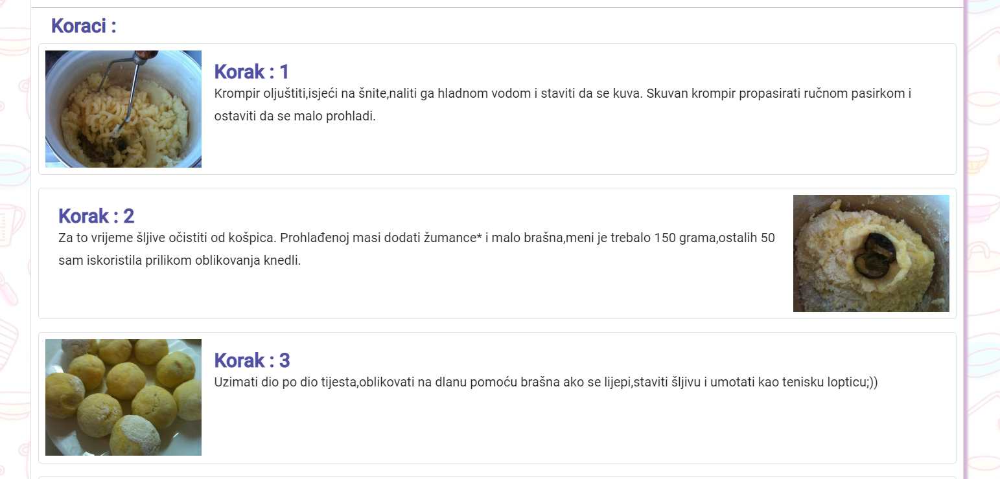 Koraci :
Korak : 1
Krompir oljuštiti,isjeći na šnite,naliti ga hladnom vodom i staviti da se kuva. Skuvan krompir propasirati ručnom pasirkom i
ostaviti da se malo prohladi.
Korak : 2
Za to vrijeme šljive očistiti od košpica. Prohlađenoj masi dodati žumance* i malo brašna,meni je trebalo 150 grama,ostalih 50
sam iskoristila prilikom oblikovanja knedli.
Korak : 3
Uzimati dio po dio tijesta,oblikovati na dlanu pomoću brašna ako se lijepi,staviti šljivu i umotati kao tenisku lopticu;))